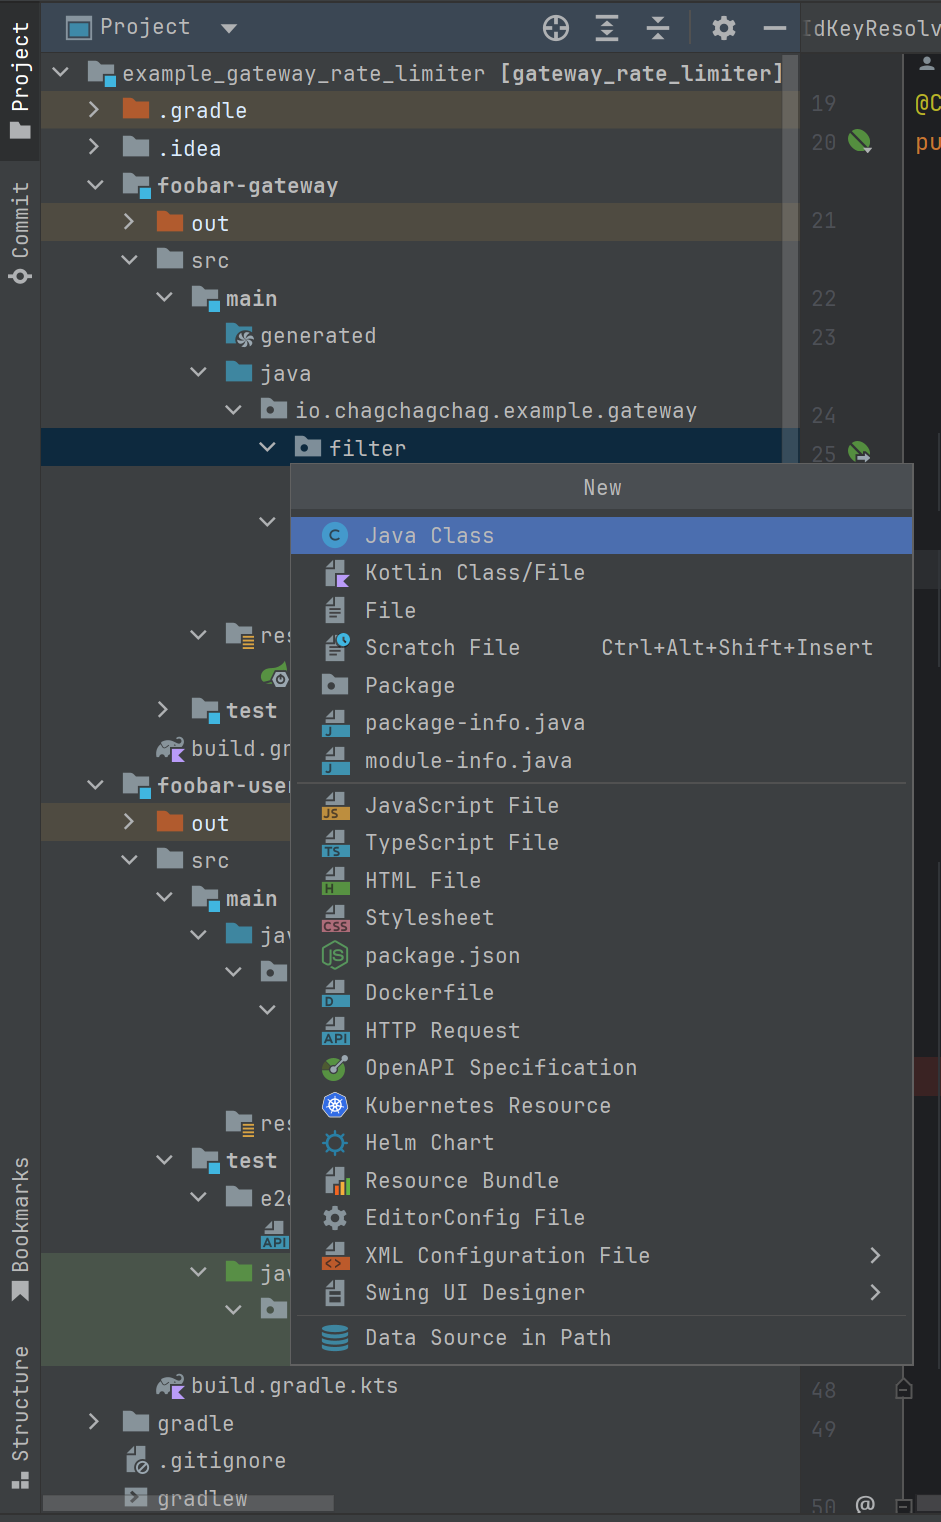 Project
dKeyResolv
Project
Commit
Bookmarks
Structure
example_gateway_rate_limiter [gateway_rate_limiter]
.gradle
.idea
foobar-gateway
out
src
main
generated
java
io.chagchagchag.example.gateway
filter
19
@C
20
pu
21
22
23
24
25
New
Java Class
Kotlin Class/File
File
Scratch File Ctrl+Alt+Shift+Insert
res
Package
test
package-info.java
build.gr
module-info.java
foobar-user
JavaScript File
out
TypeScript File
src
HTML File
main
Stylesheet
jav
package.json
Dockerfile
HTTP Request
OpenAPI Specification
Kubernetes Resource
res
Helm Chart
test
Resource Bundle
e2e
EditorConfig File
XML Configuration File
jav
Swing UI Designer
Data Source in Path
build.gradle.kts
48
gradle
49
.gitignore
gradlew
50 @